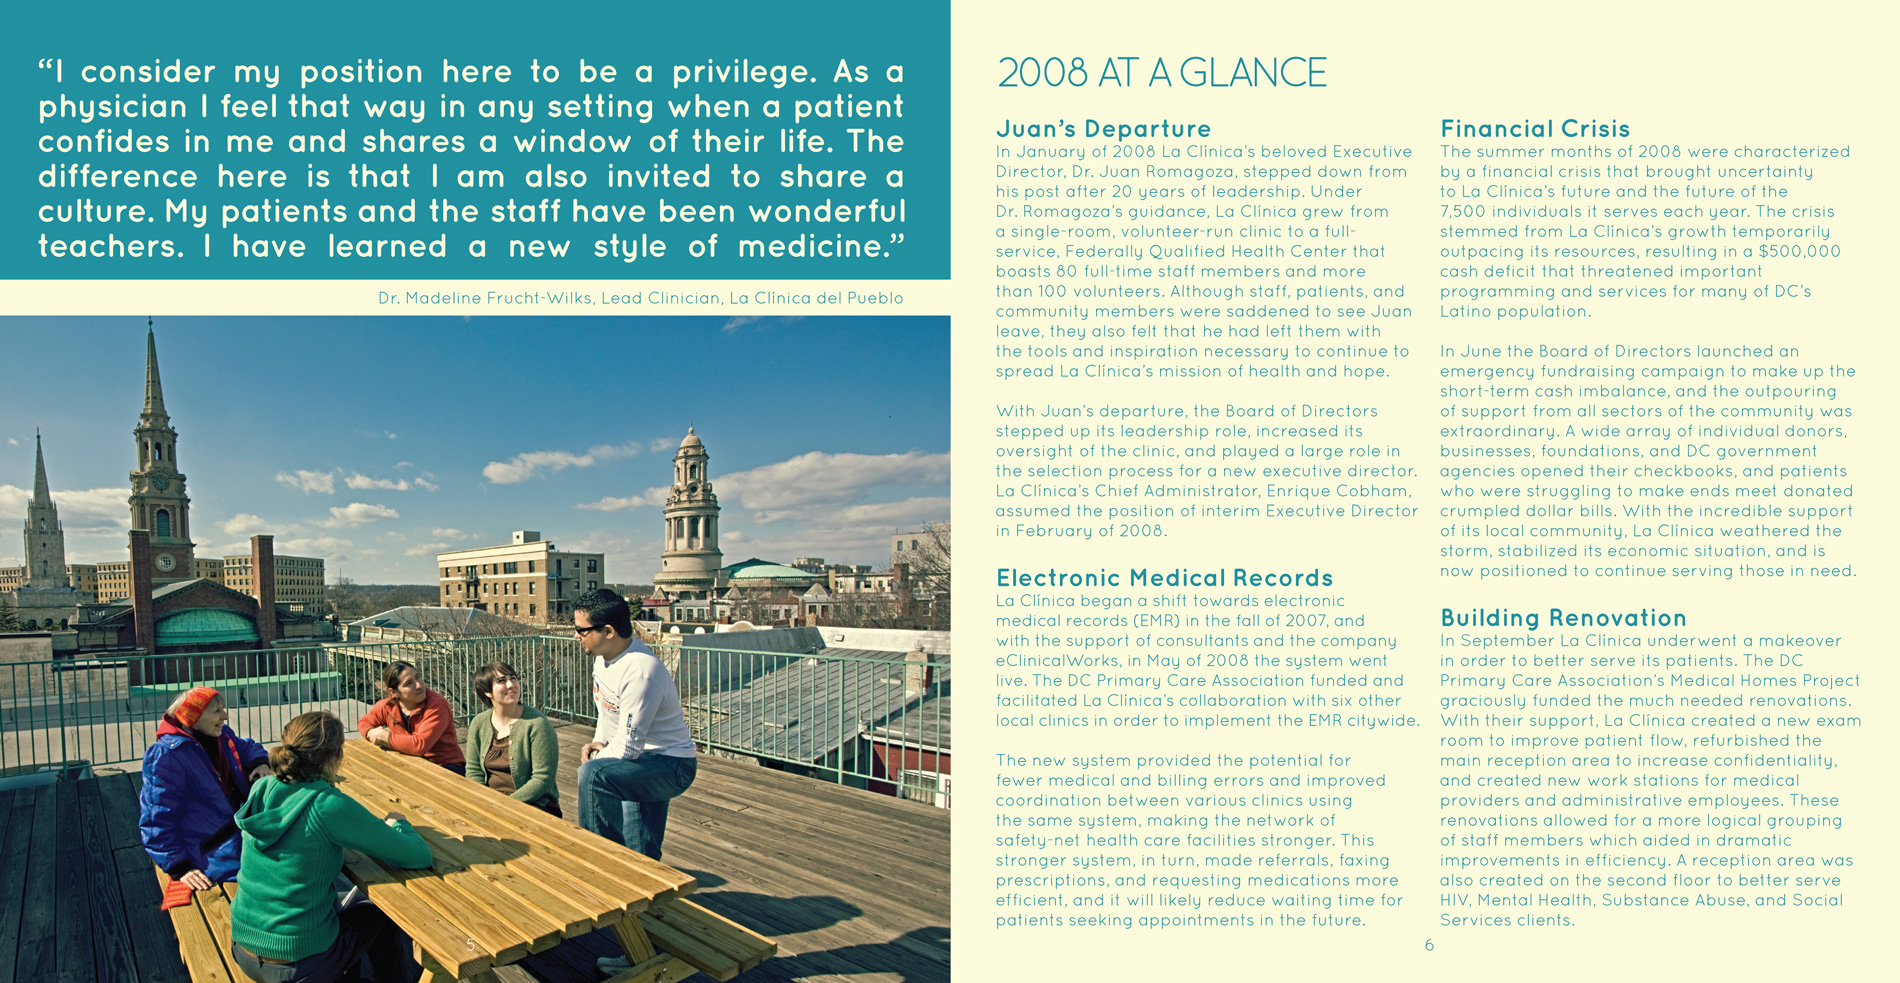 “I consider my position here to be a privilege. As a
physician I feel that way in any setting when a patient
confides in me and shares a window of their life. The
difference here is that I am also invited to share a
culture. My patients and the staff have been wonderful
teachers. I have learned a new style of medicine.”
Dr. Madeline Frucht-Wilks, Lead Clinician, La Clínica del Pueblo
5
2008 AT A GLANCE
Juan’s Departure
In January of 2008 La Clínica’s beloved Executive
Director, Dr. Juan Romagoza, stepped down from
his post after 20 years of leadership. Under
Dr. Romagoza’s guidance, La Clínica grew from
a single-room, volunteer-run clinic to a full-
service, Federally Qualified Health Center that
boasts 80 full-time staff members and more
than 100 volunteers. Although staff, patients, and
community members were saddened to see Juan
leave, they also felt that he had left them with
the tools and inspiration necessary to continue to
spread La Clínica’s mission of health and hope.
With Juan’s departure, the Board of Directors
stepped up its leadership role, increased its
oversight of the clinic, and played a large role in
the selection process for a new executive director.
La Clínica’s Chief Administrator, Enrique Cobham,
assumed the position of interim Executive Director
in February of 2008.
Electronic Medical Records
La Clínica began a shift towards electronic
medical records (EMR) in the fall of 2007, and
with the support of consultants and the company
eClinicalWorks, in May of 2008 the system went
live. The DC Primary Care Association funded and
facilitated La Clínica’s collaboration with six other
local clinics in order to implement the EMR citywide.
The new system provided the potential for
fewer medical and billing errors and improved
coordination between various clinics using
the same system, making the network of
safety-net health care facilities stronger. This
stronger system, in turn, made referrals, faxing
prescriptions, and requesting medications more
efficient, and it will likely reduce waiting time for
patients seeking appointments in the future.
Financial Crisis
The summer months of 2008 were characterized
by a financial crisis that brought uncertainty
to La Clínica’s future and the future of the
7,500 individuals it serves each year. The crisis
stemmed from La Clínica’s growth temporarily
outpacing its resources, resulting in a $500,000
cash deficit that threatened important
programming and services for many of DC’s
Latino population.
In June the Board of Directors launched an
emergency fundraising campaign to make up the
short-term cash imbalance, and the outpouring
of support from all sectors of the community was
extraordinary. A wide array of individual donors,
businesses, foundations, and DC government
agencies opened their checkbooks, and patients
who were struggling to make ends meet donated
crumpled dollar bills. With the incredible support
of its local community, La Clínica weathered the
storm, stabilized its economic situation, and is
now positioned to continue serving those in need.
Building Renovation
In September La Clínica underwent a makeover
in order to better serve its patients. The DC
Primary Care Association’s Medical Homes Project
graciously funded the much needed renovations.
With their support, La Clínica created a new exam
room to improve patient flow, refurbished the
main reception area to increase confidentiality,
and created new work stations for medical
providers and administrative employees. These
renovations allowed for a more logical grouping
of staff members which aided in dramatic
improvements in efficiency. A reception area was
also created on the second floor to better serve
HIV, Mental Health, Substance Abuse, and Social
Services clients.
6